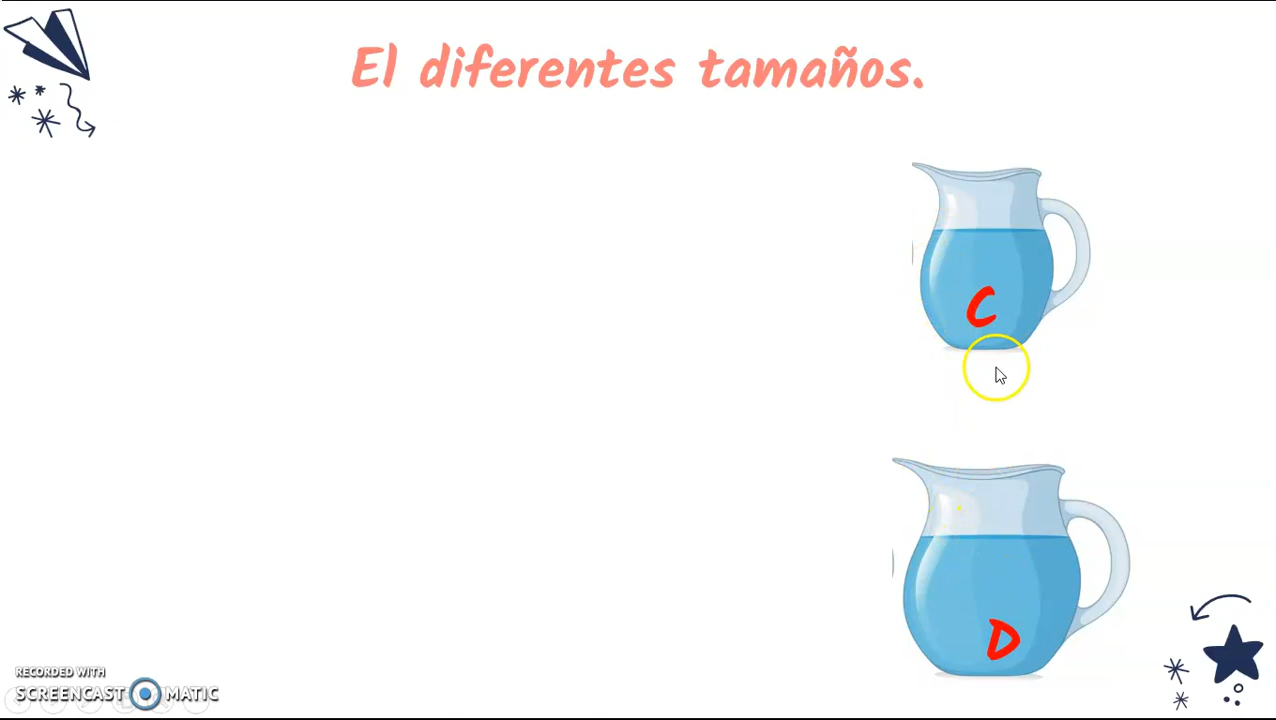 El diferentes tamaños.
C
D
RECORDED WITH
SCREENCAST MATIC